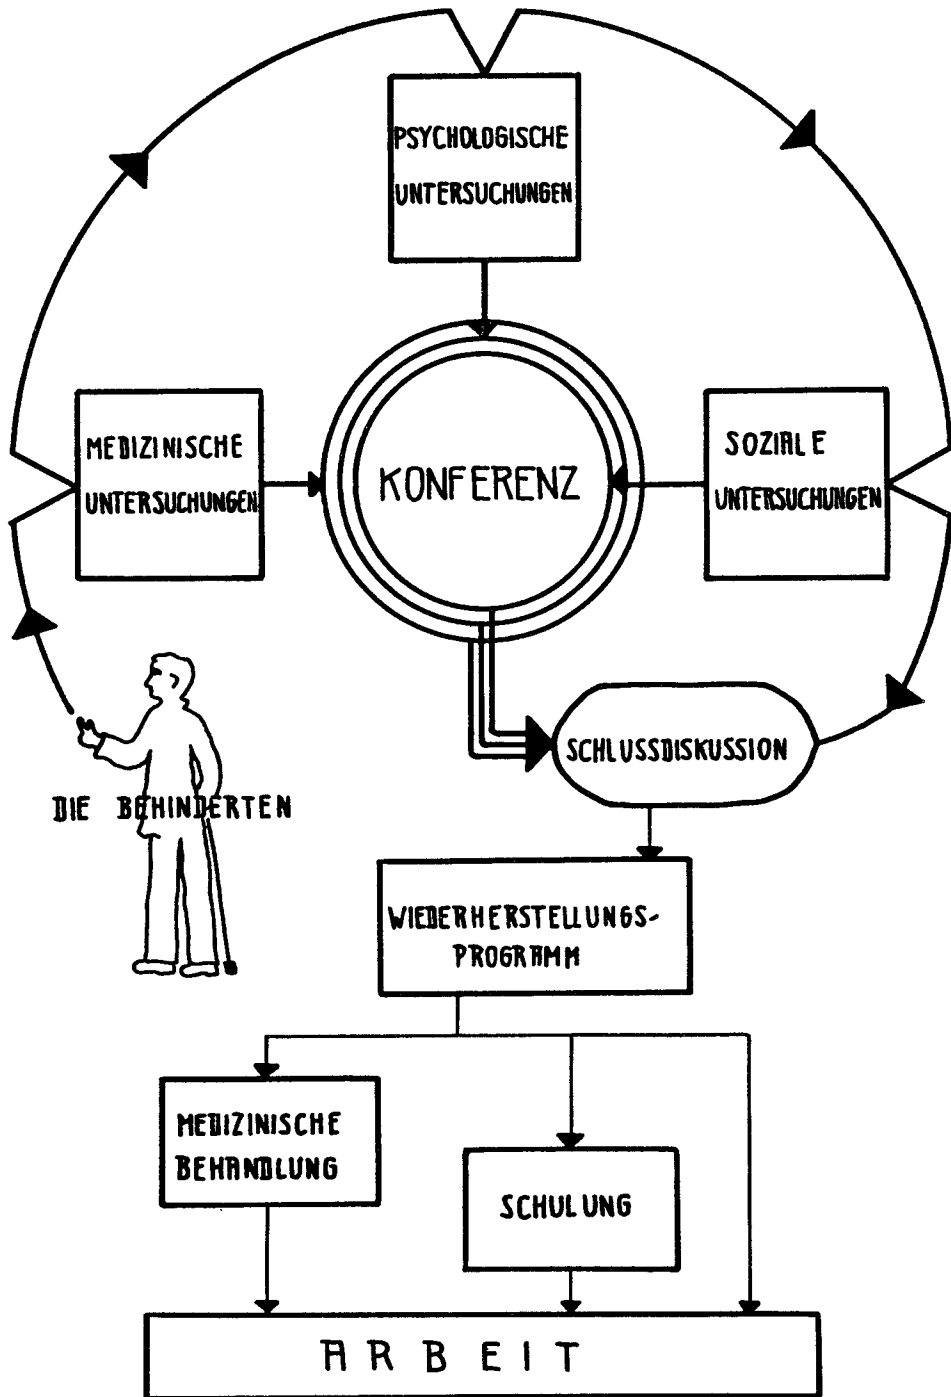 PSYCHOLOGISCHE
UNTERSUCHUNGEN
MEDIZINISCHE
UNTERSUCHUNGEN
KONFERENZ
SOZIALE
UNTERSUCHUNGEN
SCHLUSSDISKUSSION
DIE BEHINDERTEN
WIEDERHERSTELLUNGS-
PROGRAMM
MEDIZINISCHE
BEHANDLUNG
SCHULUNG
ARBEIT